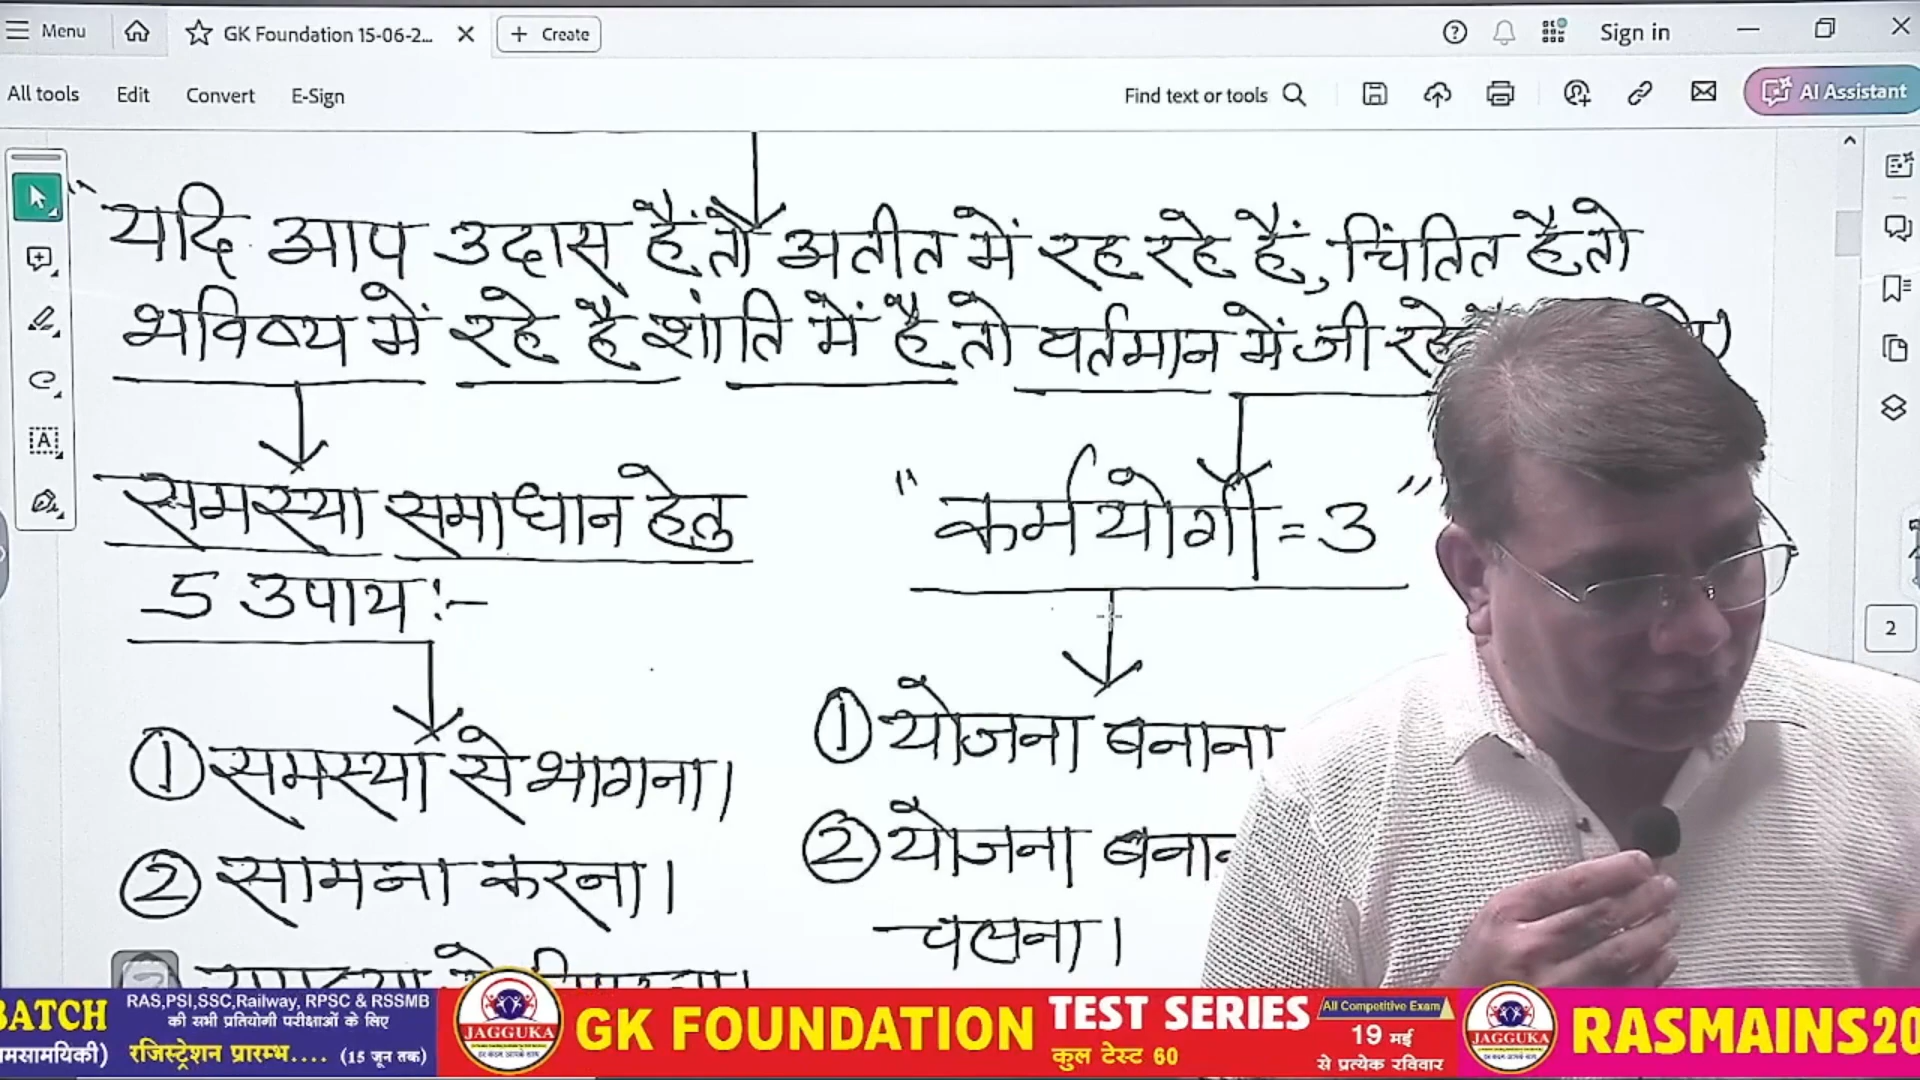 Menu
GK Foundation 15-06-2...
Create
Sign in
All tools Edit Convert E-Sign
Find text or tools
AI Assistant
"यदि आप उदास हैं तो अतीत में रह रहे हैं, चिंतित है तो
भविष्य में रहे है शांति में है तो वर्तमान में जी रहे
समस्या समाधान हेतु
5 उपाय :-
① समस्या से भागना।
② सामना करना।
"कर्मयोगी = 3"
① योजना बनाना
② योजना
चलना।
2
BATCH
RAS,PSI,SSC,Railway, RPSC & RSSMB
की सभी प्रतियोगी परीक्षाओं के लिए
रजिस्ट्रेशन प्रारम्भ.... (15 जून तक)
JAGGUKA
GK FOUNDATION
TEST SERIES
कुल टेस्ट 60
All Competitive Exam
19 मई
से प्रत्येक रविवार
JAGGUKA
RASMAINS20